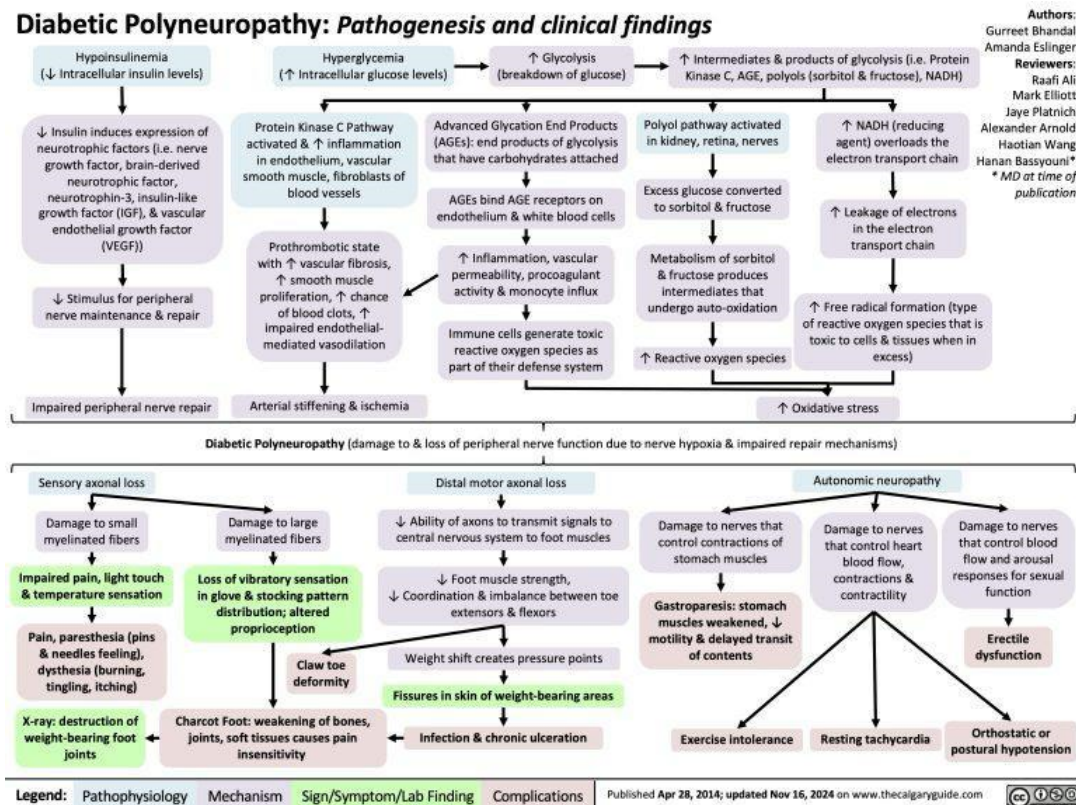 Diabetic Polyneuropathy: Pathogenesis and clinical findings
Authors:
Gurreet Bhandal
Amanda Eslinger
Reviewers:
Raafi Ali
Mark Elliott
Jaye Platnich
Alexander Arnold
Haotian Wang
Hanan Bassyouni*
* MD at time of
publication
Hypoinsulinemia
(↓ Intracellular insulin levels)
Hyperglycemia
(↑ Intracellular glucose levels)
↑ Glycolysis
(breakdown of glucose)
↑ Intermediates & products of glycolysis (i.e. Protein
Kinase C, AGE, polyols (sorbitol & fructose), NADH)
↓ Insulin induces expression of
neurotrophic factors (i.e. nerve
growth factor, brain-derived
neurotrophic factor,
neurotrophin-3, insulin-like
growth factor (IGF), & vascular
endothelial growth factor
(VEGF))
↓ Stimulus for peripheral
nerve maintenance & repair
Impaired peripheral nerve repair
Protein Kinase C Pathway
activated & ↑ inflammation
in endothelium, vascular
smooth muscle, fibroblasts of
blood vessels
Prothrombotic state
with ↑ vascular fibrosis,
↑ smooth muscle
proliferation, ↑ chance
of blood clots, ↑
impaired endothelial-
mediated vasodilation
Arterial stiffening & ischemia
Advanced Glycation End Products
(AGEs): end products of glycolysis
that have carbohydrates attached
AGEs bind AGE receptors on
endothelium & white blood cells
↑ Inflammation, vascular
permeability, procoagulant
activity & monocyte influx
Immune cells generate toxic
reactive oxygen species as
part of their defense system
Polyol pathway activated
in kidney, retina, nerves
Excess glucose converted
to sorbitol & fructose
Metabolism of sorbitol
& fructose produces
intermediates that
undergo auto-oxidation
↑ Reactive oxygen species
↑ NADH (reducing
agent) overloads the
electron transport chain
↑ Leakage of electrons
in the electron
transport chain
↑ Free radical formation (type
of reactive oxygen species that is
toxic to cells & tissues when in
excess)
↑ Oxidative stress
Diabetic Polyneuropathy (damage to & loss of peripheral nerve function due to nerve hypoxia & impaired repair mechanisms)
Sensory axonal loss
Damage to small
myelinated fibers
Impaired pain, light touch
& temperature sensation
Pain, paresthesia (pins
& needles feeling),
dysthesia (burning,
tingling, itching)
X-ray: destruction of
weight-bearing foot
joints
Damage to large
myelinated fibers
Loss of vibratory sensation
in glove & stocking pattern
distribution; altered
proprioception
Charcot Foot: weakening of bones,
joints, soft tissues causes pain
insensitivity
Distal motor axonal loss
↓ Ability of axons to transmit signals to
central nervous system to foot muscles
↓ Foot muscle strength,
↓ Coordination & imbalance between toe
extensors & flexors
Claw toe
deformity
Weight shift creates pressure points
Fissures in skin of weight-bearing areas
Infection & chronic ulceration
Autonomic neuropathy
Damage to nerves that
control contractions of
stomach muscles
Gastroparesis: stomach
muscles weakened, ↓
motility & delayed transit
of contents
Damage to nerves
that control heart
blood flow,
contractions &
contractility
Damage to nerves
that control blood
flow and arousal
responses for sexual
function
Erectile
dysfunction
Exercise intolerance
Resting tachycardia
Orthostatic or
postural hypotension
Legend: Pathophysiology Mechanism Sign/Symptom/Lab Finding Complications
Published Apr 28, 2014; updated Nov 16, 2024 on www.thecalgaryguide.com